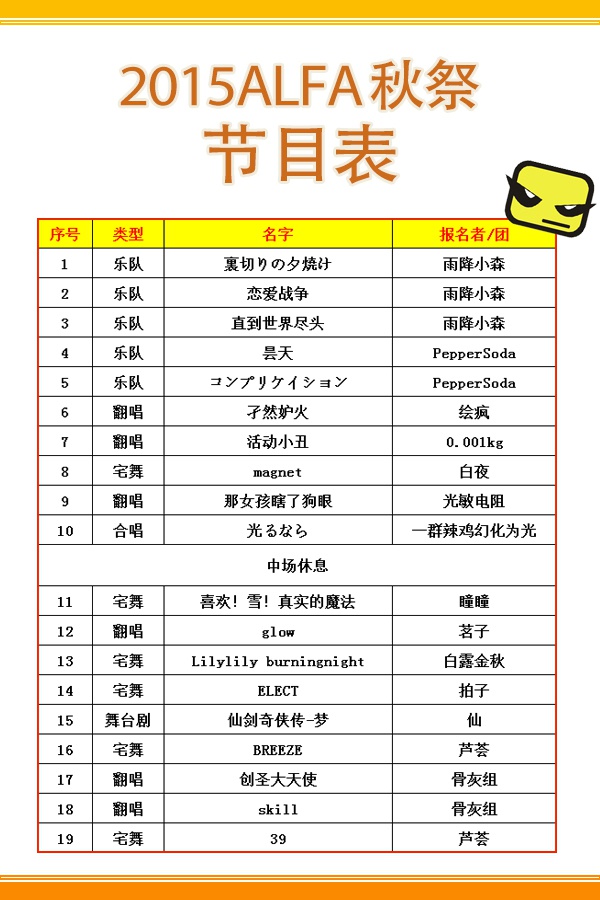 2015ALFA秋祭
节目表
序号 类型 名字 报名者/团
1 乐队 裏切りの夕焼け 雨降小森
2 乐队 恋爱战争 雨降小森
3 乐队 直到世界尽头 雨降小森
4 乐队 昙天 PepperSoda
5 乐队 コンプリケイション PepperSoda
6 翻唱 孑然妒火 绘疯
7 翻唱 活动小丑 0.001kg
8 宅舞 magnet 白夜
9 翻唱 那女孩瞎了狗眼 光敏电阻
10 合唱 光るなら 一群辣鸡幻化为光
中场休息
11 宅舞 喜欢！雪！真实的魔法 瞳瞳
12 翻唱 glow 茗子
13 宅舞 Lilylily burningnight 白露金秋
14 宅舞 ELECT 拍子
15 舞台剧 仙剑奇侠传-梦 仙
16 宅舞 BREEZE 芦荟
17 翻唱 创圣大天使 骨灰组
18 翻唱 skill 骨灰组
19 宅舞 39 芦荟